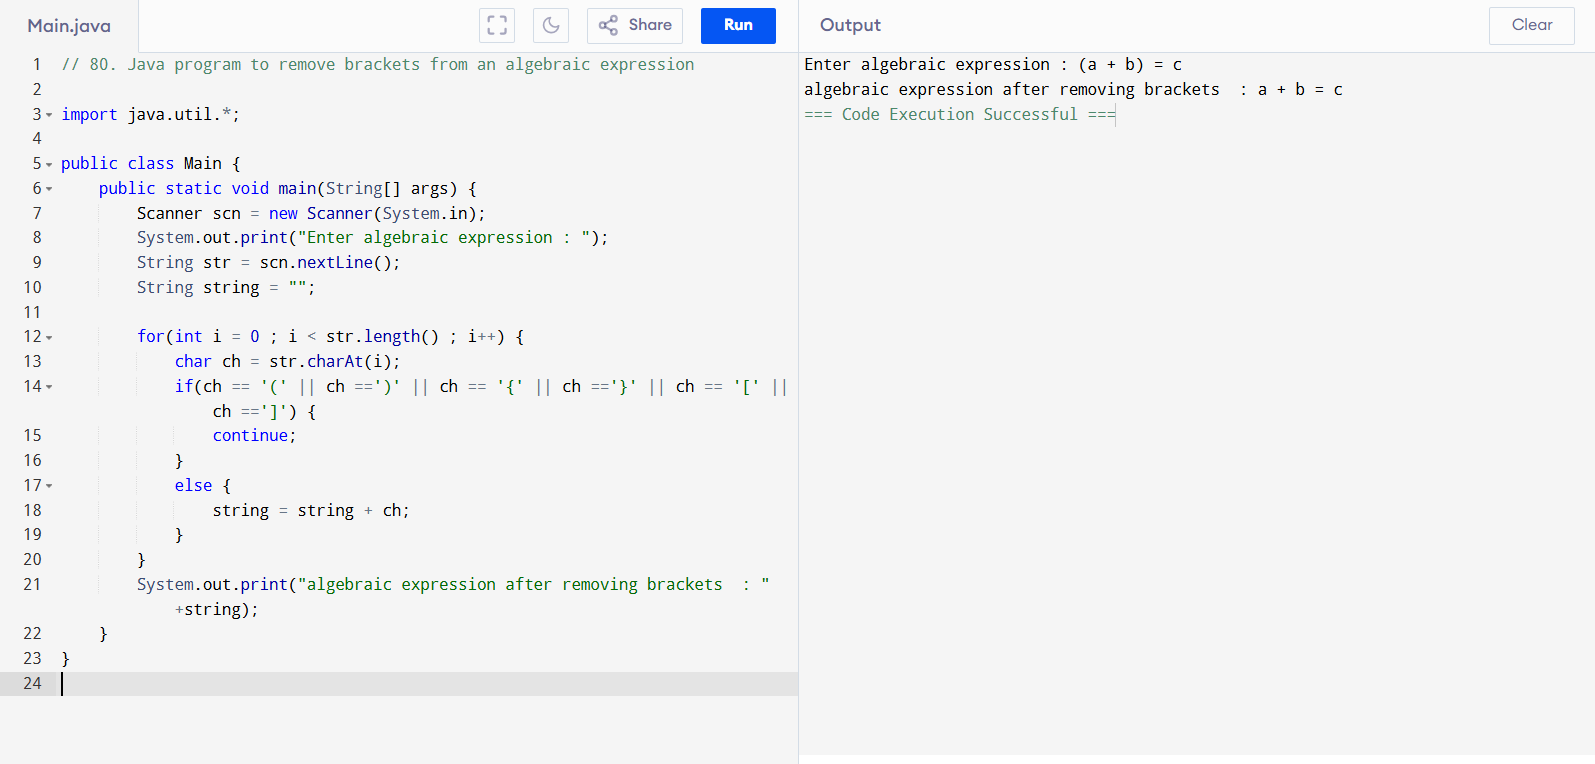 Main.java
Share
Run
Output
Clear
1 // 80. Java program to remove brackets from an algebraic expression
2
3 import java.util.*;
4
5 public class Main {
6     public static void main(String[] args) {
7         Scanner scn = new Scanner(System.in);
8         System.out.print("Enter algebraic expression : ");
9         String str = scn.nextLine();
10         String string = "";
11
12         for(int i = 0 ; i < str.length() ; i++) {
13             char ch = str.charAt(i);
14             if(ch == '(' || ch ==')' || ch == '{' || ch =='}' || ch == '[' ||
                ch ==']') {
15                 continue;
16             }
17             else {
18                 string = string + ch;
19             }
20         }
21         System.out.print("algebraic expression after removing brackets  : "
            +string);
22     }
23 }
24
Enter algebraic expression : (a + b) = c
algebraic expression after removing brackets  : a + b = c
=== Code Execution Successful ===